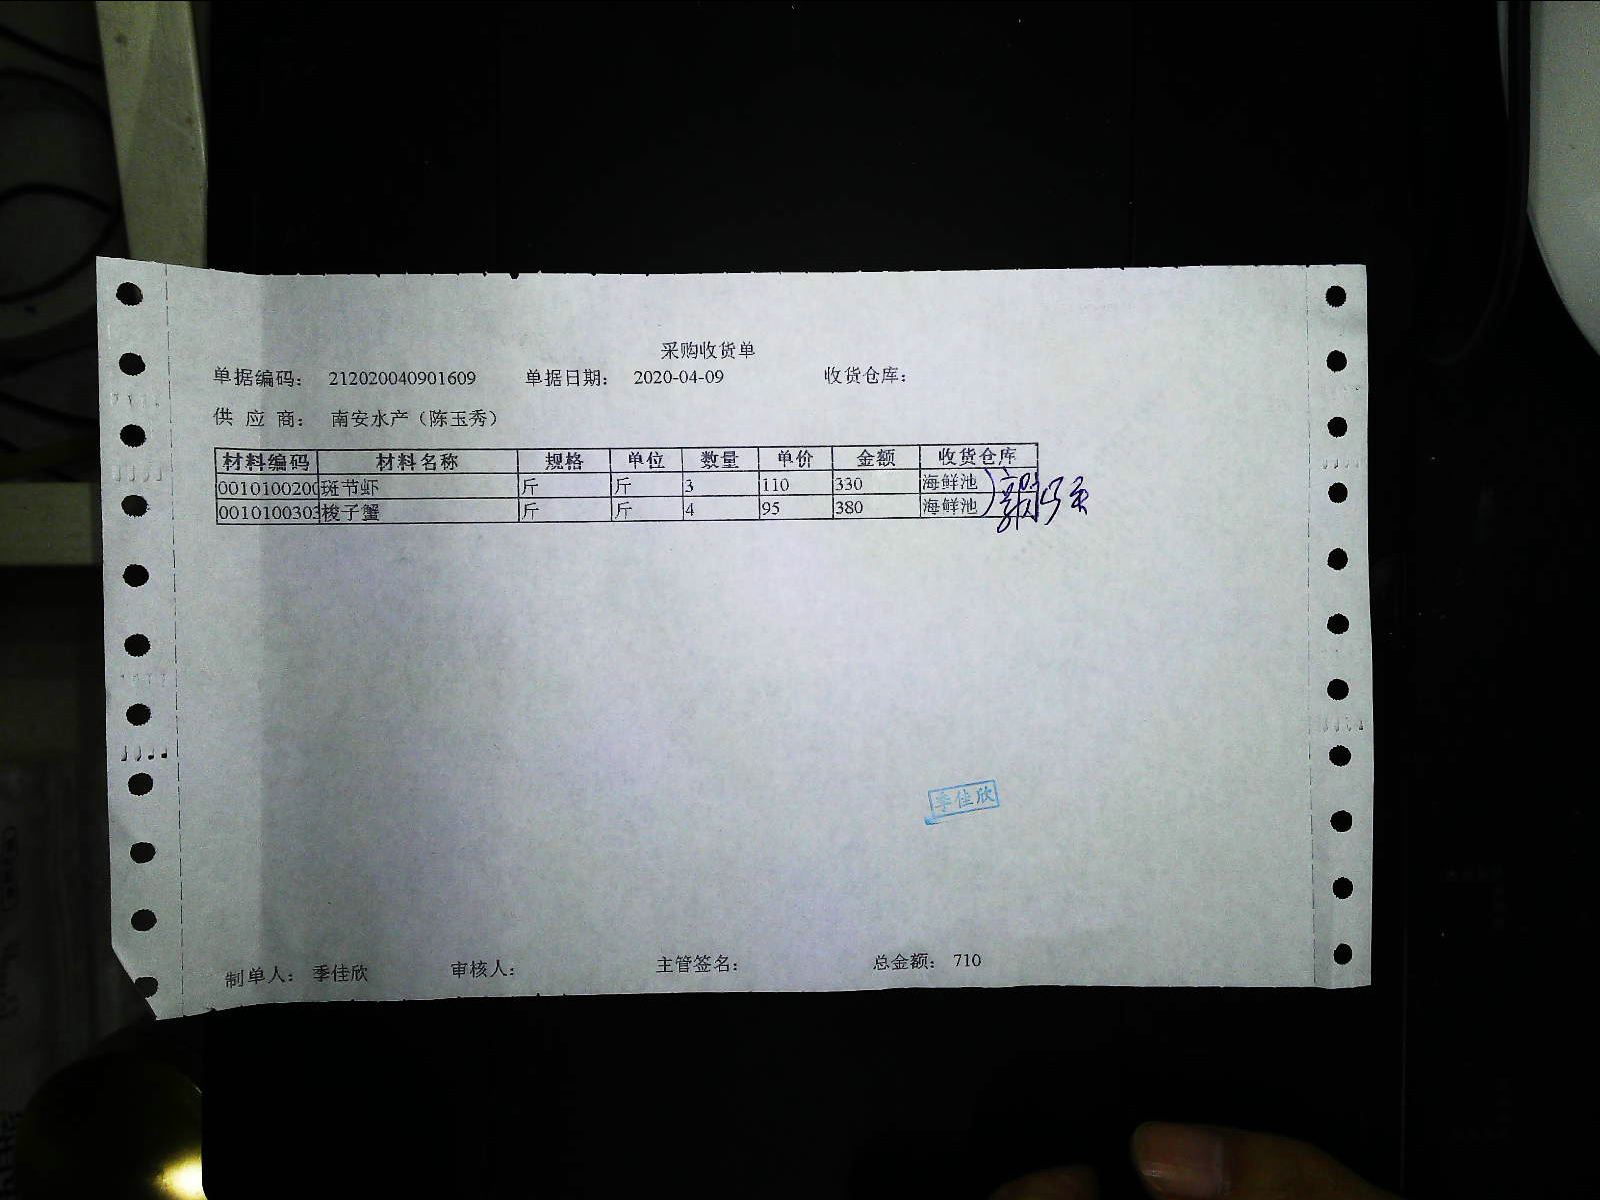 采购收货单
单据编码： 212020040901609 单据日期： 2020-04-09 收货仓库：
供 应 商： 南安水产（陈玉秀）
材料编码 材料名称 规格 单位 数量 单价 金额 收货仓库
0010100200 斑节虾 斤 斤 3 110 330 海鲜池
0010100303 梭子蟹 斤 斤 4 95 380 海鲜池
季佳欣
制单人： 季佳欣 审核人： 主管签名： 总金额： 710